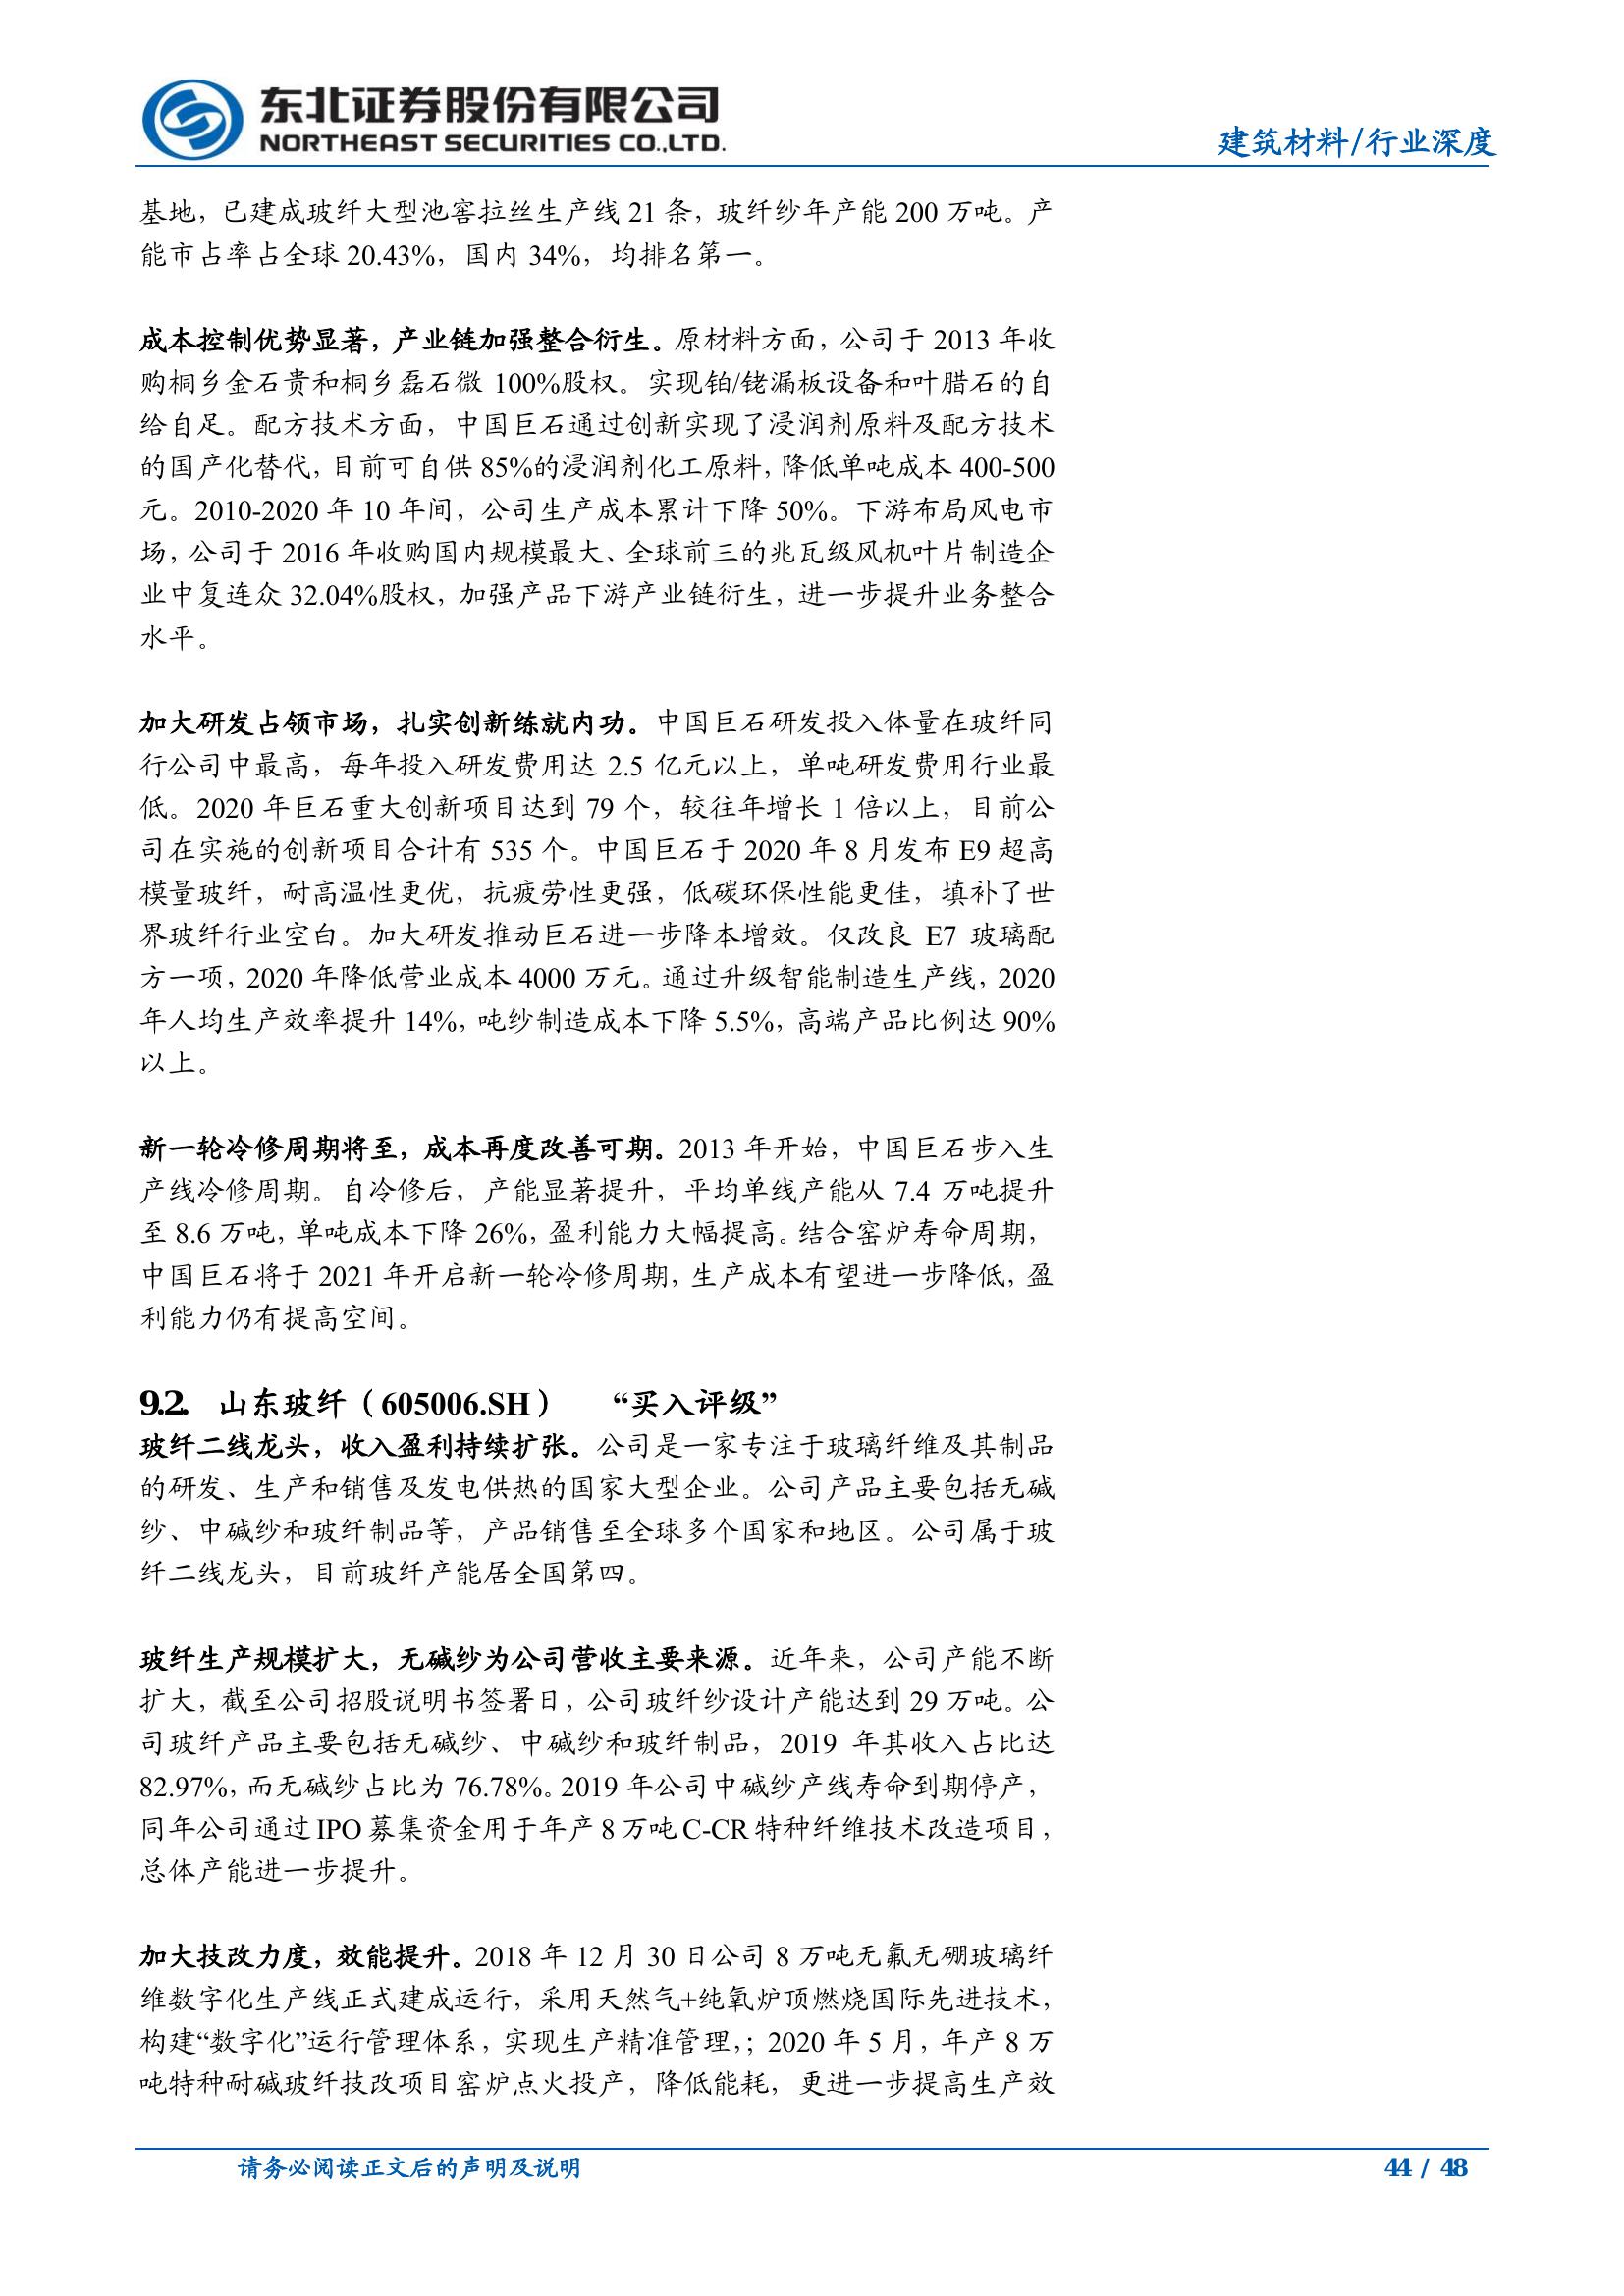 东北证券股份有限公司
NORTHEAST SECURITIES CO.,LTD.
建筑材料/行业深度
基地，已建成玻纤大型池窑拉丝生产线 21 条，玻纤纱年产能 200 万吨。产
能市占率占全球 20.43%，国内 34%，均排名第一。
成本控制优势显著，产业链加强整合衍生。原材料方面，公司于 2013 年收
购桐乡金石贵和桐乡磊石微 100%股权。实现铂/铑漏板设备和叶腊石的自
给自足。配方技术方面，中国巨石通过创新实现了浸润剂原料及配方技术
的国产化替代，目前可自供 85%的浸润剂化工原料，降低单吨成本 400-500
元。2010-2020 年 10 年间，公司生产成本累计下降 50%。下游布局风电市
场，公司于 2016 年收购国内规模最大、全球前三的兆瓦级风机叶片制造企
业中复连众 32.04%股权，加强产品下游产业链衍生，进一步提升业务整合
水平。
加大研发占领市场，扎实创新练就内功。中国巨石研发投入体量在玻纤同
行公司中最高，每年投入研发费用达 2.5 亿元以上，单吨研发费用行业最
低。2020 年巨石重大创新项目达到 79 个，较往年增长 1 倍以上，目前公
司在实施的创新项目合计有 535 个。中国巨石于 2020 年 8 月发布 E9 超高
模量玻纤，耐高温性更优，抗疲劳性更强，低碳环保性能更佳，填补了世
界玻纤行业空白。加大研发推动巨石进一步降本增效。仅改良 E7 玻璃配
方一项，2020 年降低营业成本 4000 万元。通过升级智能制造生产线，2020
年人均生产效率提升 14%，吨纱制造成本下降 5.5%，高端产品比例达 90%
以上。
新一轮冷修周期将至，成本再度改善可期。2013 年开始，中国巨石步入生
产线冷修周期。自冷修后，产能显著提升，平均单线产能从 7.4 万吨提升
至 8.6 万吨，单吨成本下降 26%，盈利能力大幅提高。结合窑炉寿命周期，
中国巨石将于 2021 年开启新一轮冷修周期，生产成本有望进一步降低，盈
利能力仍有提高空间。
9.2. 山东玻纤（605006.SH） “买入评级”
玻纤二线龙头，收入盈利持续扩张。公司是一家专注于玻璃纤维及其制品
的研发、生产和销售及发电供热的国家大型企业。公司产品主要包括无碱
纱、中碱纱和玻纤制品等，产品销售至全球多个国家和地区。公司属于玻
纤二线龙头，目前玻纤产能居全国第四。
玻纤生产规模扩大，无碱纱为公司营收主要来源。近年来，公司产能不断
扩大，截至公司招股说明书签署日，公司玻纤纱设计产能达到 29 万吨。公
司玻纤产品主要包括无碱纱、中碱纱和玻纤制品，2019 年其收入占比达
82.97%，而无碱纱占比为 76.78%。2019 年公司中碱纱产线寿命到期停产，
同年公司通过 IPO 募集资金用于年产 8 万吨 C-CR 特种纤维技术改造项目，
总体产能进一步提升。
加大技改力度，效能提升。2018 年 12 月 30 日公司 8 万吨无氟无硼玻璃纤
维数字化生产线正式建成运行，采用天然气+纯氧炉顶燃烧国际先进技术，
构建“数字化”运行管理体系，实现生产精准管理，；2020 年 5 月，年产 8 万
吨特种耐碱玻纤技改项目窑炉点火投产，降低能耗，更进一步提高生产效
请务必阅读正文后的声明及说明
44 / 48